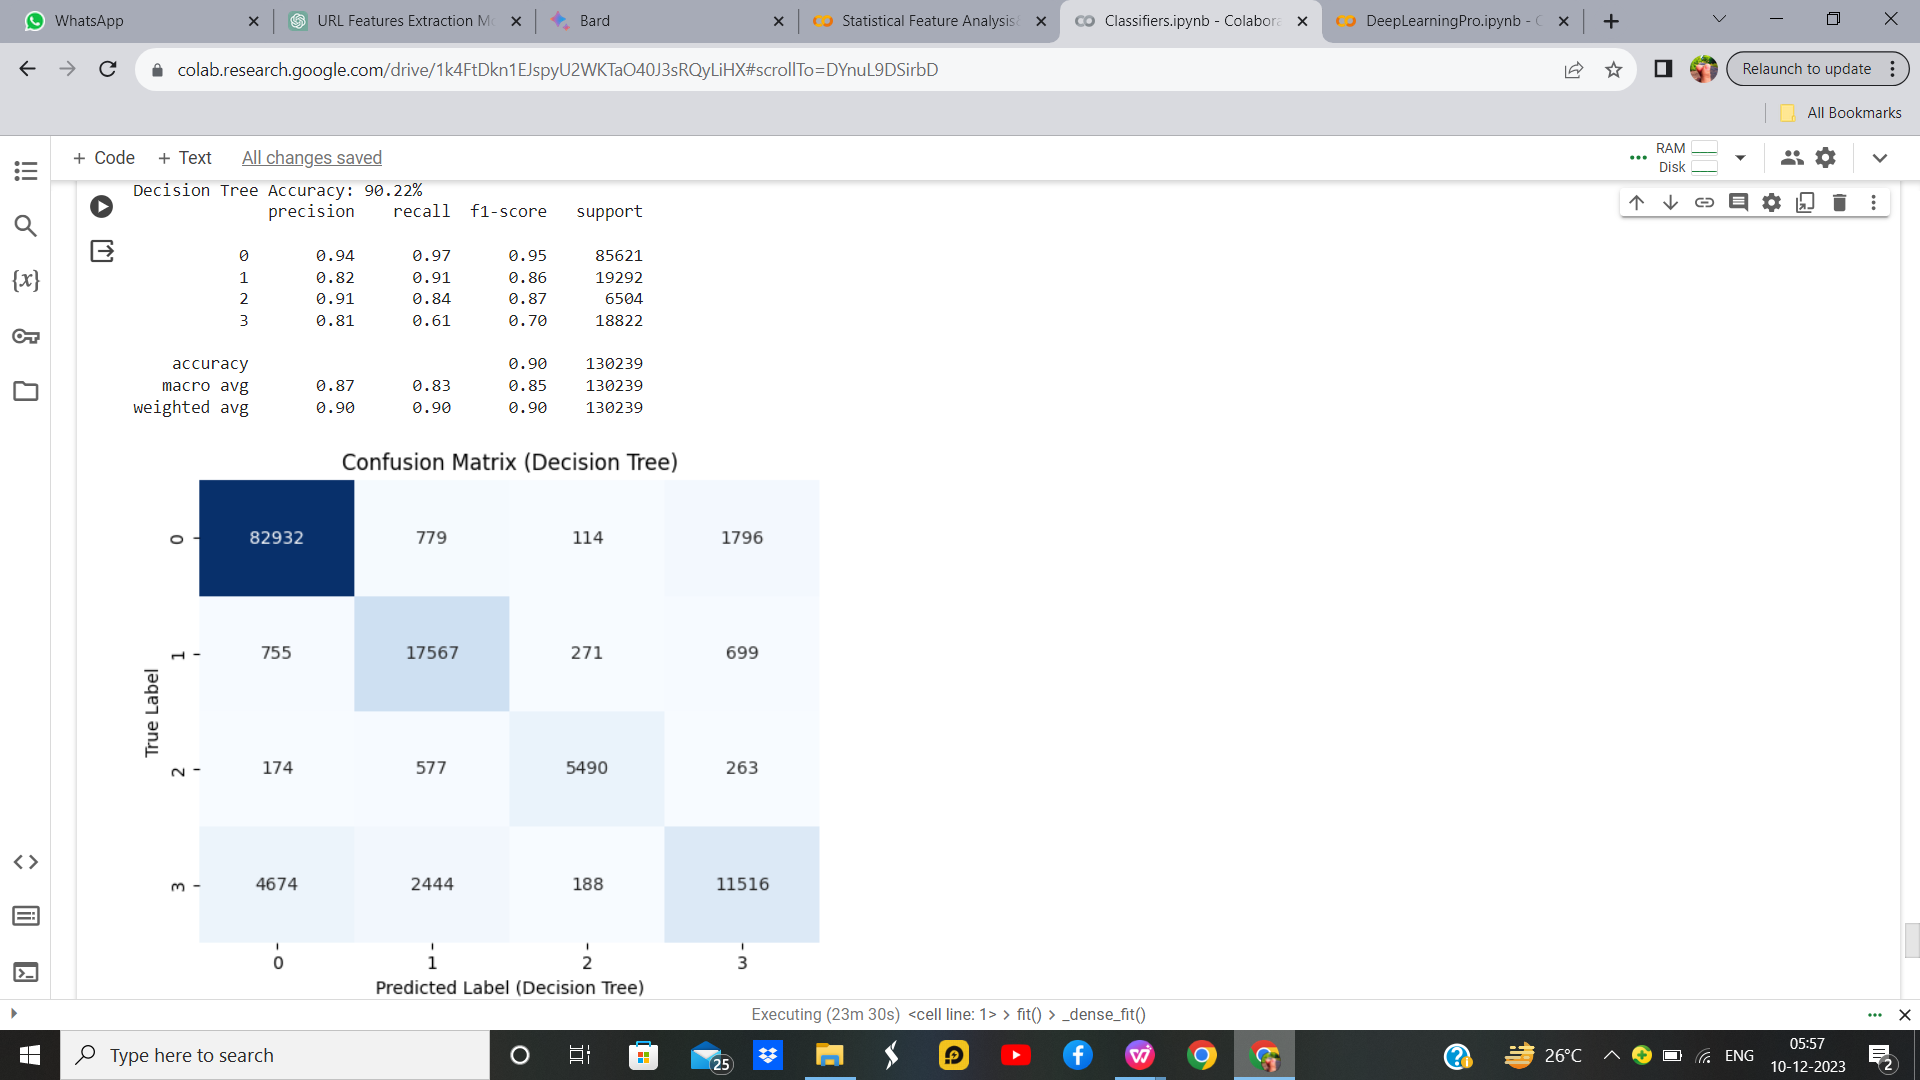 WhatsApp
URL Features Extraction M
Bard
Statistical Feature Analysis
Classifiers.ipynb - Colabora
DeepLearningPro.ipynb - C
colab.research.google.com/drive/1k4FtDkn1EJspyU2WKTaO40J3sRQyLiHX#scrollTo=DYnuL9DSirbD
Relaunch to update
All Bookmarks
+ Code + Text All changes saved
RAM
Disk
Decision Tree Accuracy: 90.22%
precision recall f1-score support
0 0.94 0.97 0.95 85621
1 0.82 0.91 0.86 19292
2 0.91 0.84 0.87 6504
3 0.81 0.61 0.70 18822
accuracy 0.90 130239
macro avg 0.87 0.83 0.85 130239
weighted avg 0.90 0.90 0.90 130239
Confusion Matrix (Decision Tree)
0 82932 779 114 1796
1 755 17567 271 699
True Label
2 174 577 5490 263
3 4674 2444 188 11516
0 1 2 3
Predicted Label (Decision Tree)
Executing (23m 30s) <cell line: 1> > fit() > _dense_fit()
Type here to search
25
26°C
ENG
05:57
10-12-2023
2